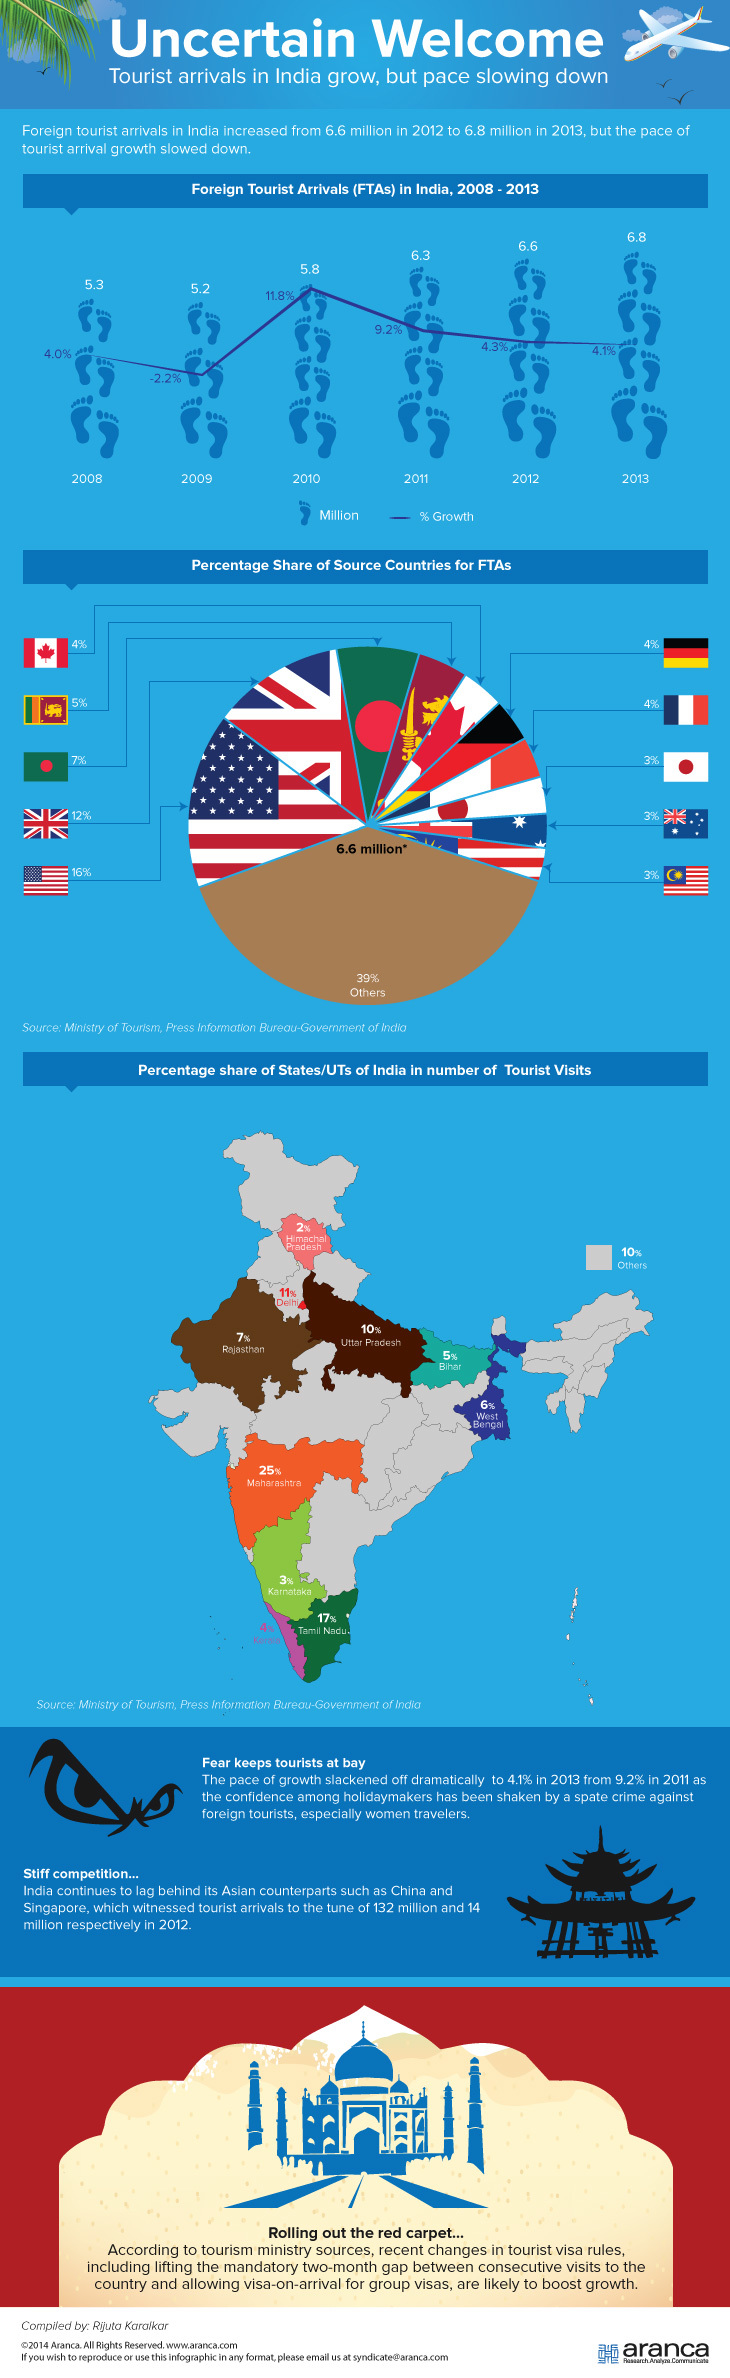 Uncertain Welcome
Tourist arrivals in India grow, but pace slowing down
Foreign tourist arrivals in India increased from 6.6 million in 2012 to 6.8 million in 2013, but the pace of
tourist arrival growth slowed down.
Foreign Tourist Arrivals (FTAs) in India, 2008 - 2013
5.3
5.2
5.8
6.3
6.6
6.8
4.0%
-2.2%
11.8%
9.2%
4.3%
4.1%
2008
2009
2010
2011
2012
2013
Million
% Growth
Percentage Share of Source Countries for FTAs
4%
5%
7%
12%
16%
4%
4%
3%
3%
3%
6.6 million*
39%
Others
Source: Ministry of Tourism, Press Information Bureau-Government of India
Percentage share of States/UTs of India in number of Tourist Visits
2%
Himachal
Pradesh
10%
Others
11%
Delhi
7%
Rajasthan
10%
Uttar Pradesh
5%
Bihar
6%
West
Bengal
25%
Maharashtra
3%
Karnataka
4%
Kerala
17%
Tamil Nadu
Source: Ministry of Tourism, Press Information Bureau-Government of India
Fear keeps tourists at bay
The pace of growth slackened off dramatically to 4.1% in 2013 from 9.2% in 2011 as
the confidence among holidaymakers has been shaken by a spate crime against
foreign tourists, especially women travelers.
Stiff competition...
India continues to lag behind its Asian counterparts such as China and
Singapore, which witnessed tourist arrivals to the tune of 132 million and 14
million respectively in 2012.
Rolling out the red carpet...
According to tourism ministry sources, recent changes in tourist visa rules,
including lifting the mandatory two-month gap between consecutive visits to the
country and allowing visa-on-arrival for group visas, are likely to boost growth.
Compiled by: Rijuta Karalkar
©2014 Aranca. All Rights Reserved. www.aranca.com
If you wish to reproduce or use this infographic in any format, please email us at syndicate@aranca.com
aranca
Research.Analyze.Communicate